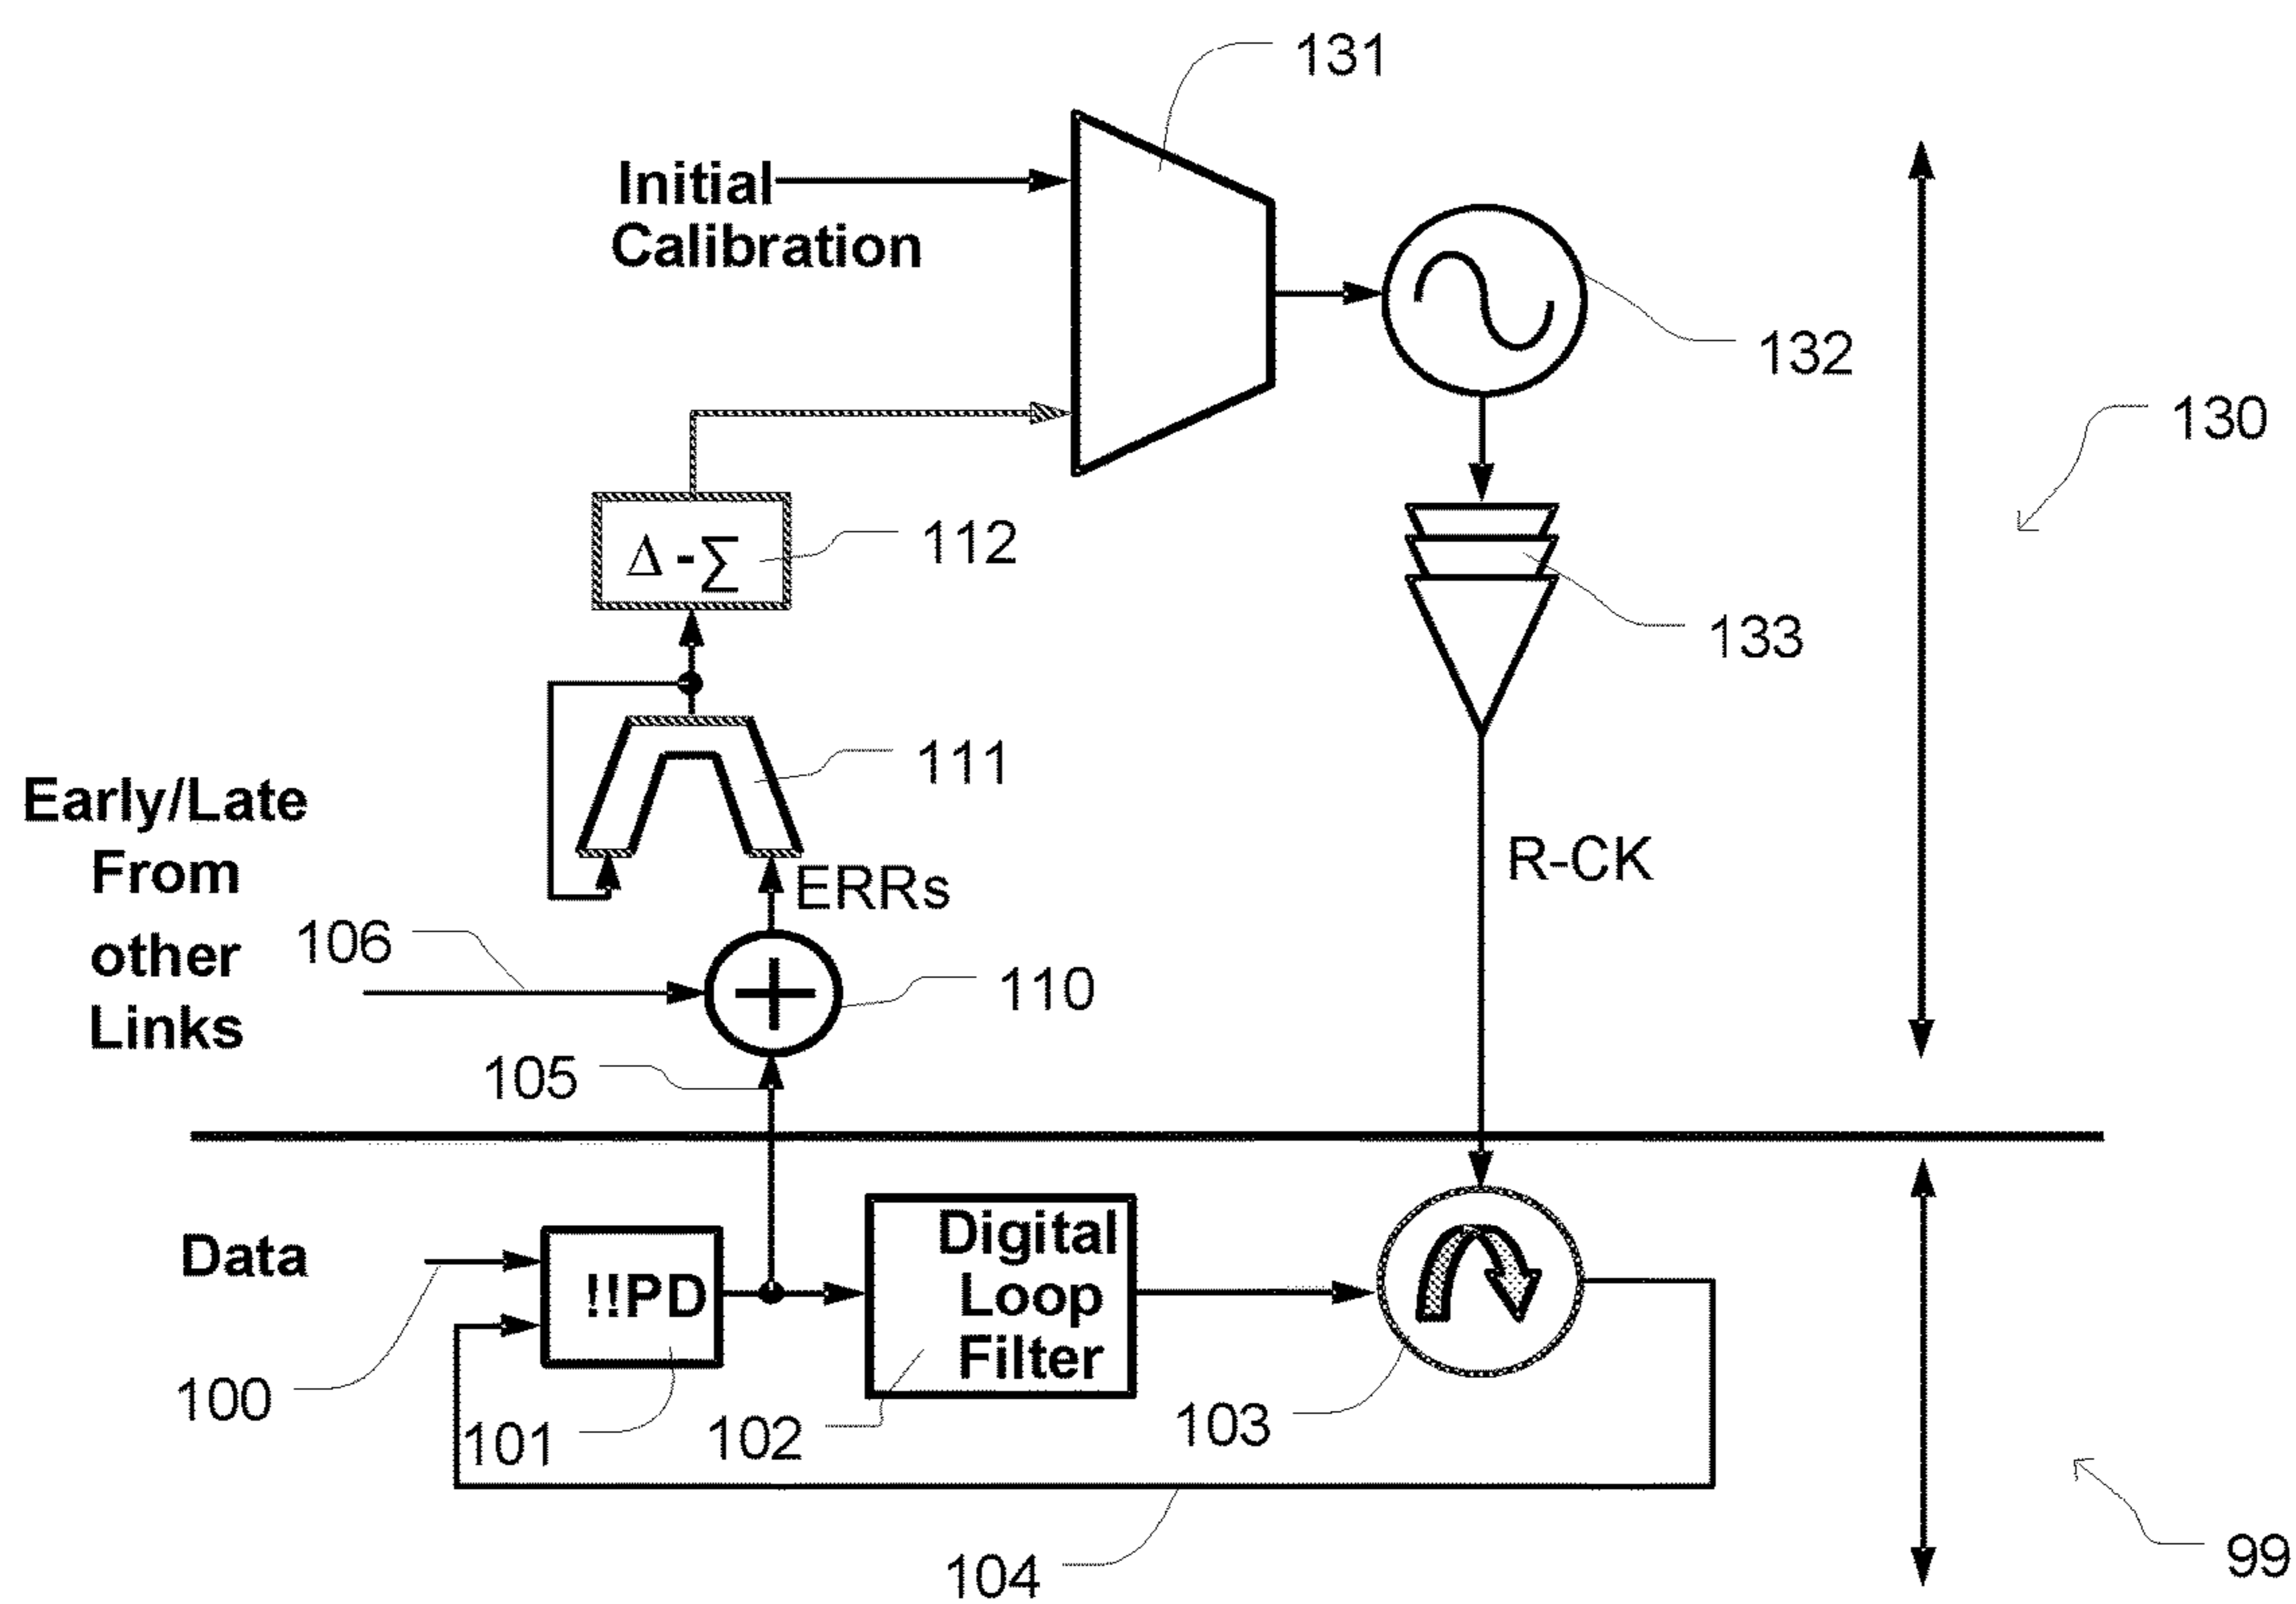 131
Initial
Calibration
132
130
Δ-∑
112
133
111
Early/Late
From
other
Links
ERRs
R-CK
106
110
105
Data
!!PD
Digital
Loop
Filter
100
101
102
103
104
99